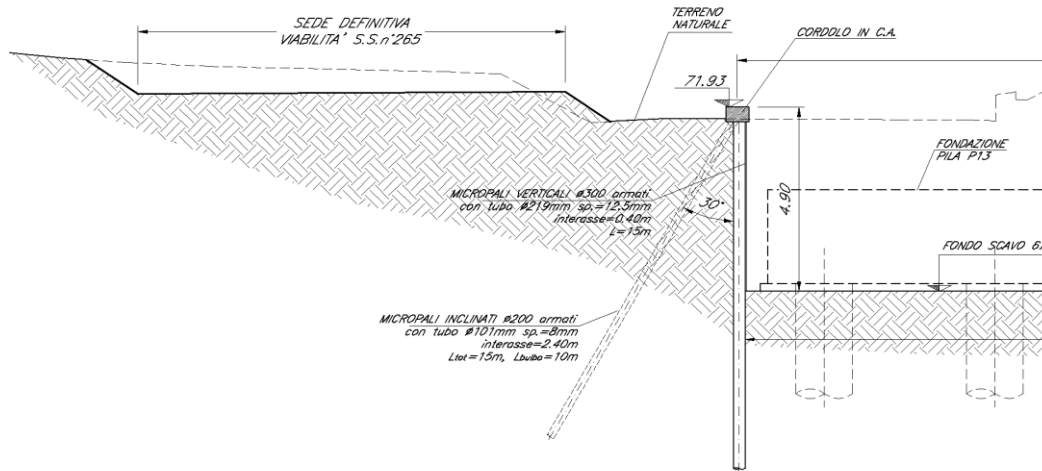 SEDE DEFINITIVA
VIABILITA' S.S.n°265
TERRENO
NATURALE
CORDOLO IN C.A.
71.93
FONDAZIONE
PILA P13
4.90
MICROPALI VERTICALI ø300 armati
con tubo ø219mm sp.=12.5mm
interasse=0.40m
L=15m
30°
FONDO SCAVO
MICROPALI INCLINATI ø200 armati
con tubo ø101mm sp.=8mm
interasse=2.40m
Ltot=15m, Lbulbo=10m